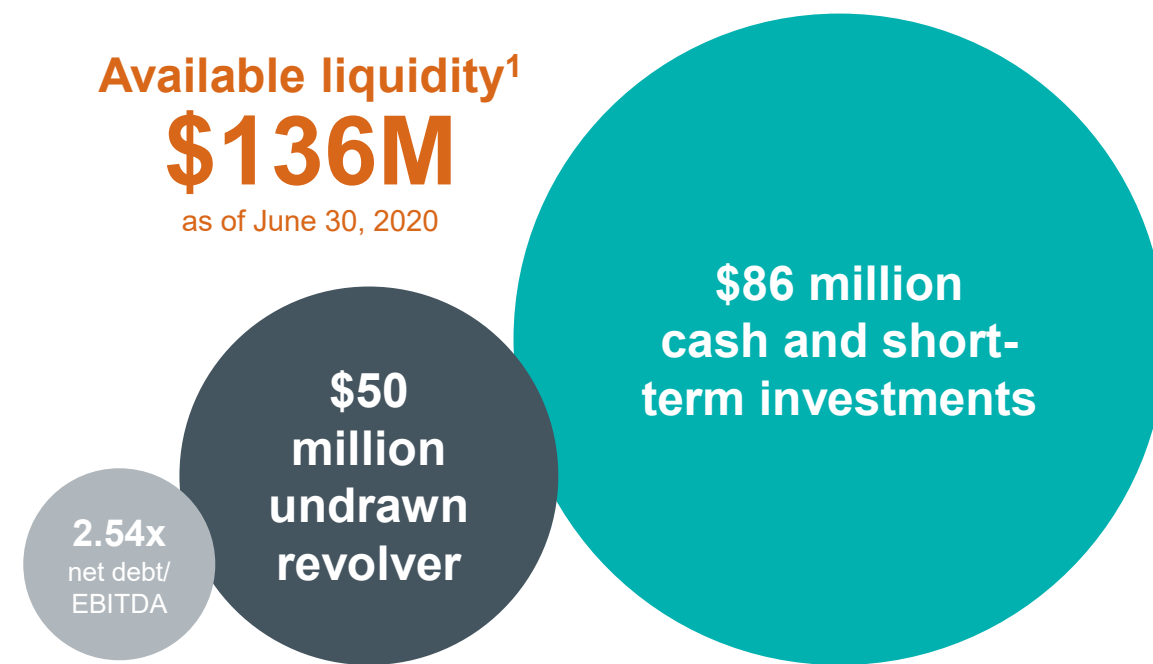 Available liquidity¹
$136M
as of June 30, 2020
$86 million
cash and short-
term investments
$50
million
undrawn
revolver
2.54x
net debt/
EBITDA